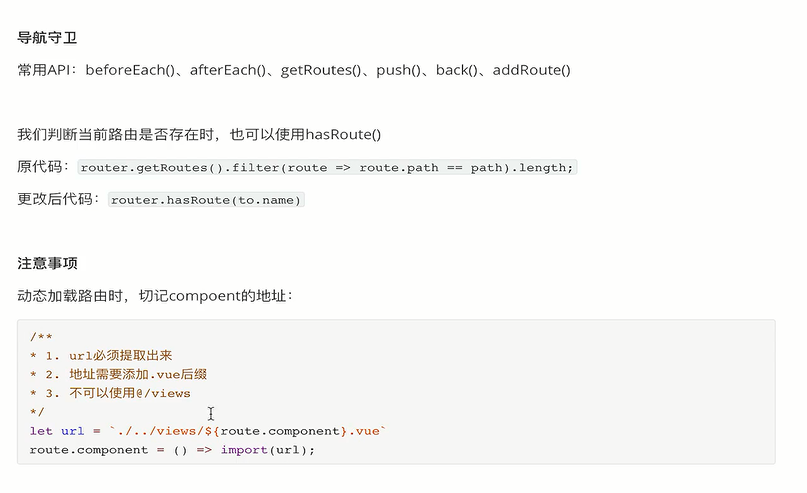 导航守卫
常用API：beforeEach()、afterEach()、getRoutes()、push()、back()、addRoute()
我们判断当前路由是否存在时，也可以使用hasRoute()
原代码：router.getRoutes().filter(route => route.path == path).length;
更改后代码：router.hasRoute(to.name)
注意事项
动态加载路由时，切记compoent的地址：
/**
* 1. url必须提取出来
* 2. 地址需要添加.vue后缀
* 3. 不可以使用@/views
*/
let url = `./../views/${route.component}.vue`
route.component = () => import(url);